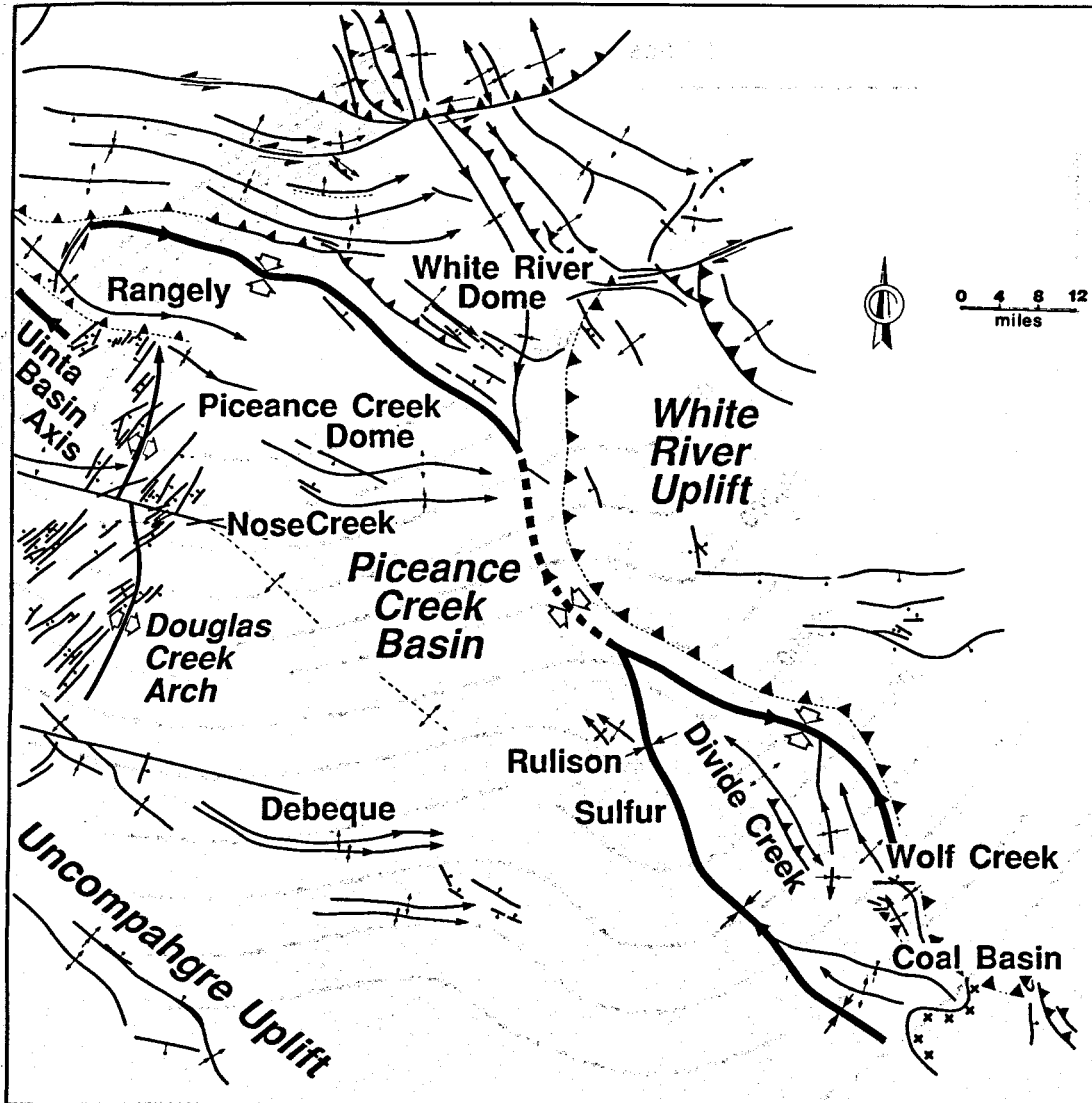 White River
Dome
Rangely
0 4 8 12
miles
Uinta
Basin
Axis
Piceance Creek
Dome
White
River
Uplift
NoseCreek
Piceance
Creek
Basin
Douglas
Creek
Arch
Rulison
Sulfur
Divide Creek
Debeque
Wolf Creek
Uncompahgre Uplift
Coal Basin